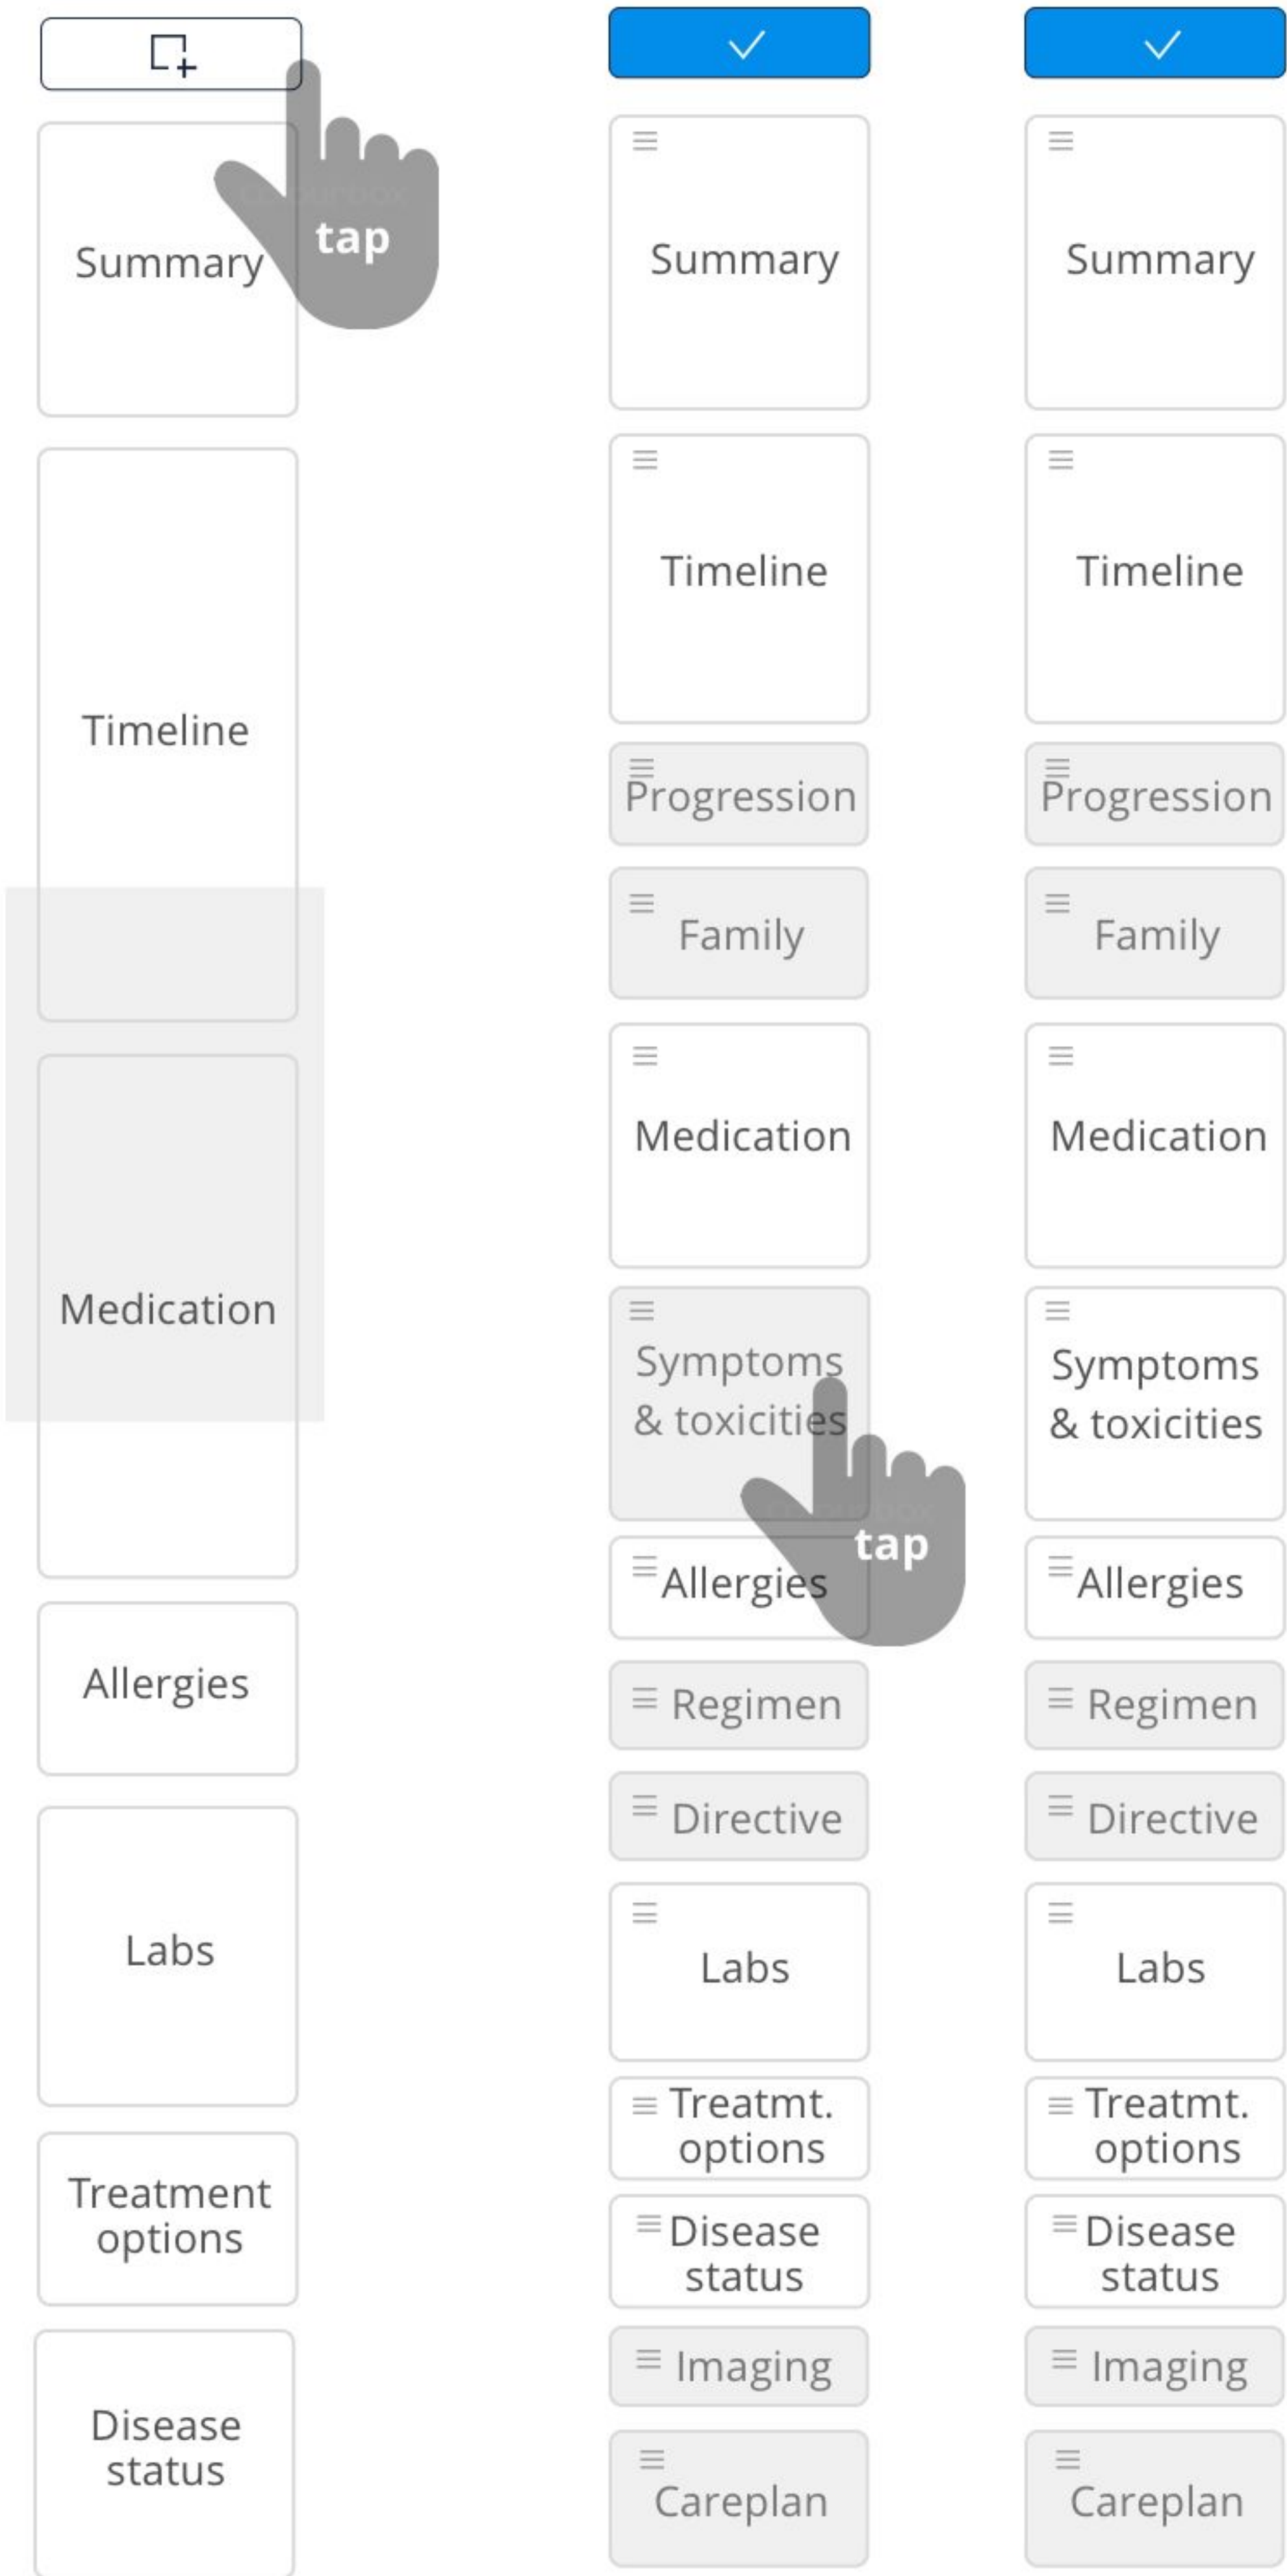 Summary
tap
Timeline
Medication
Allergies
Labs
Treatment
options
Disease
status
Summary
Timeline
Progression
Family
Medication
Symptoms
& toxicities
tap
Allergies
Regimen
Directive
Labs
Treatmt.
options
Disease
status
Imaging
Careplan
Summary
Timeline
Progression
Family
Medication
Symptoms
& toxicities
Allergies
Regimen
Directive
Labs
Treatmt.
options
Disease
status
Imaging
Careplan